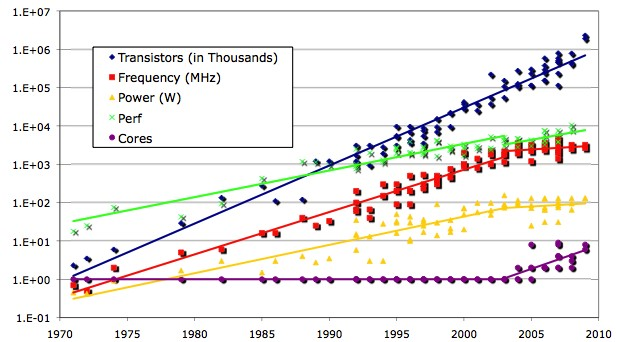 1.E+07
1.E+06
1.E+05
1.E+04
1.E+03
1.E+02
1.E+01
1.E+00
1.E-01
Transistors (in Thousands)
Frequency (MHz)
Power (W)
Perf
Cores
1970 1975 1980 1985 1990 1995 2000 2005 2010